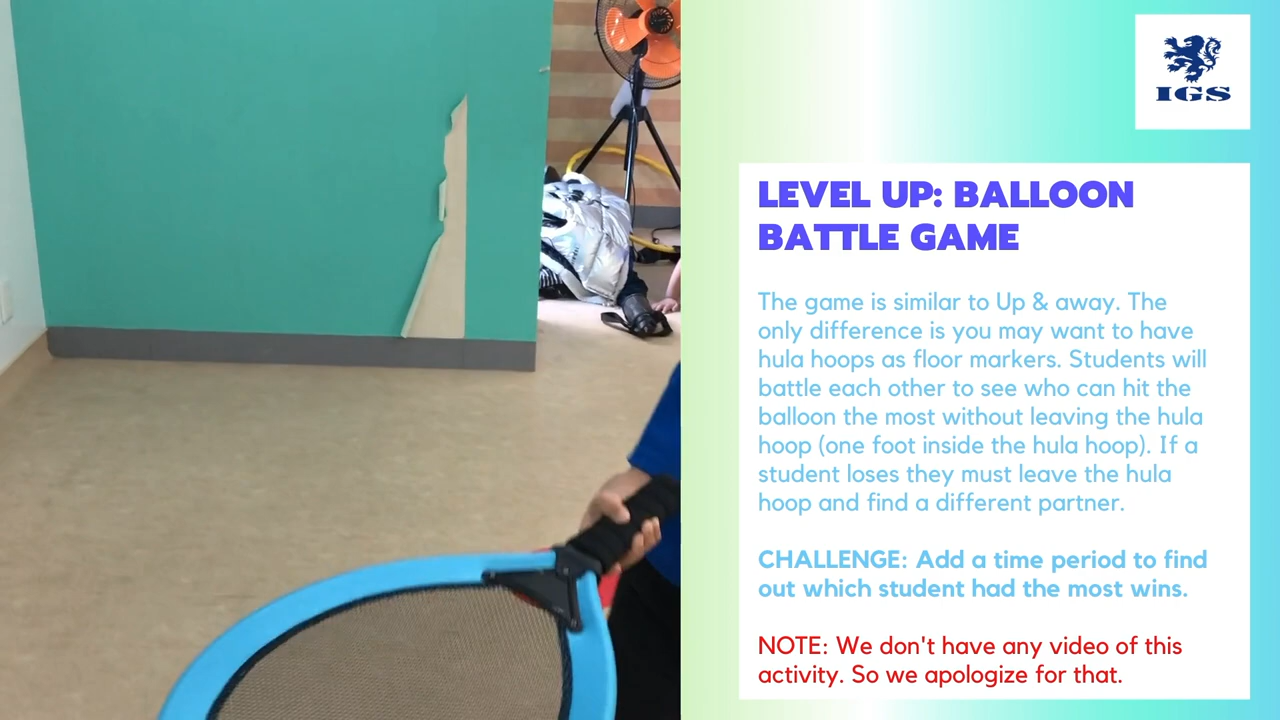 IGS
LEVEL UP: BALLOON
BATTLE GAME
The game is similar to Up & away. The
only difference is you may want to have
hula hoops as floor markers. Students will
battle each other to see who can hit the
balloon the most without leaving the hula
hoop (one foot inside the hula hoop). If a
student loses they must leave the hula
hoop and find a different partner.
CHALLENGE: Add a time period to find
out which student had the most wins.
NOTE: We don't have any video of this
activity. So we apologize for that.